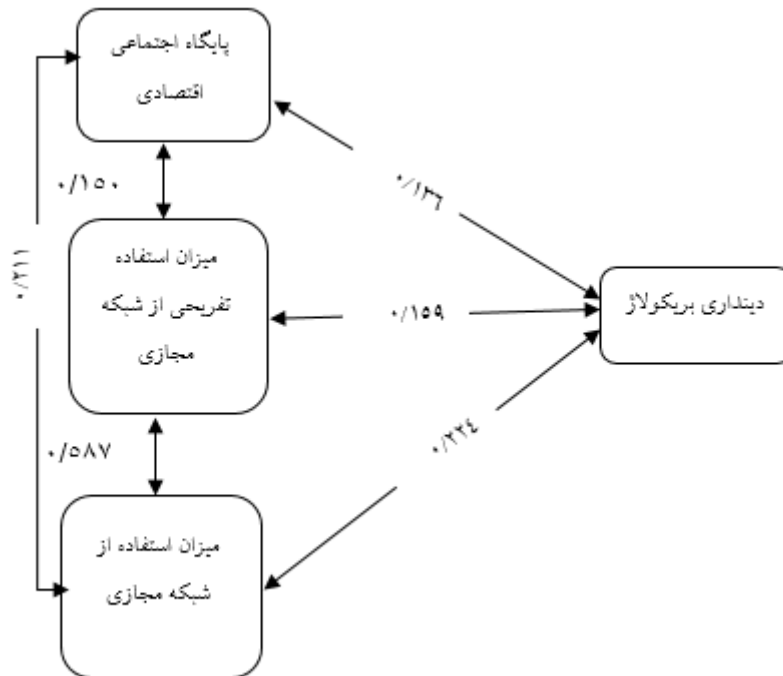 پایگاه اجتماعی
اقتصادی
۰/۱۵۰
۰/۱۳۶
۰/۲۱۱
میزان استفاده
تفریحی از شبکه
مجازی
۰/۱۵۹
دینداری بریکولاژ
۰/۵۸۷
۰/۲۲٤
میزان استفاده از
شبکه مجازی